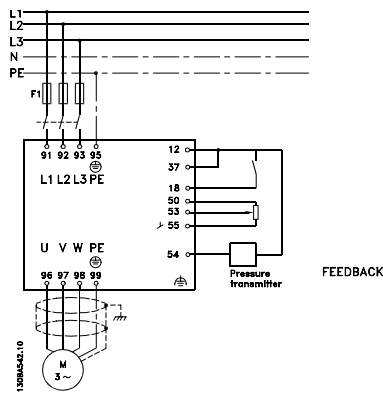 L1
L2
L3
N
PE
F1
91 92 93 95
L1 L2 L3 PE
U V W PE
96 97 98 99
12
37
18
50
53
55
54
Pressure
transmitter
FEEDBACK
M
3 ~
130BA542.10